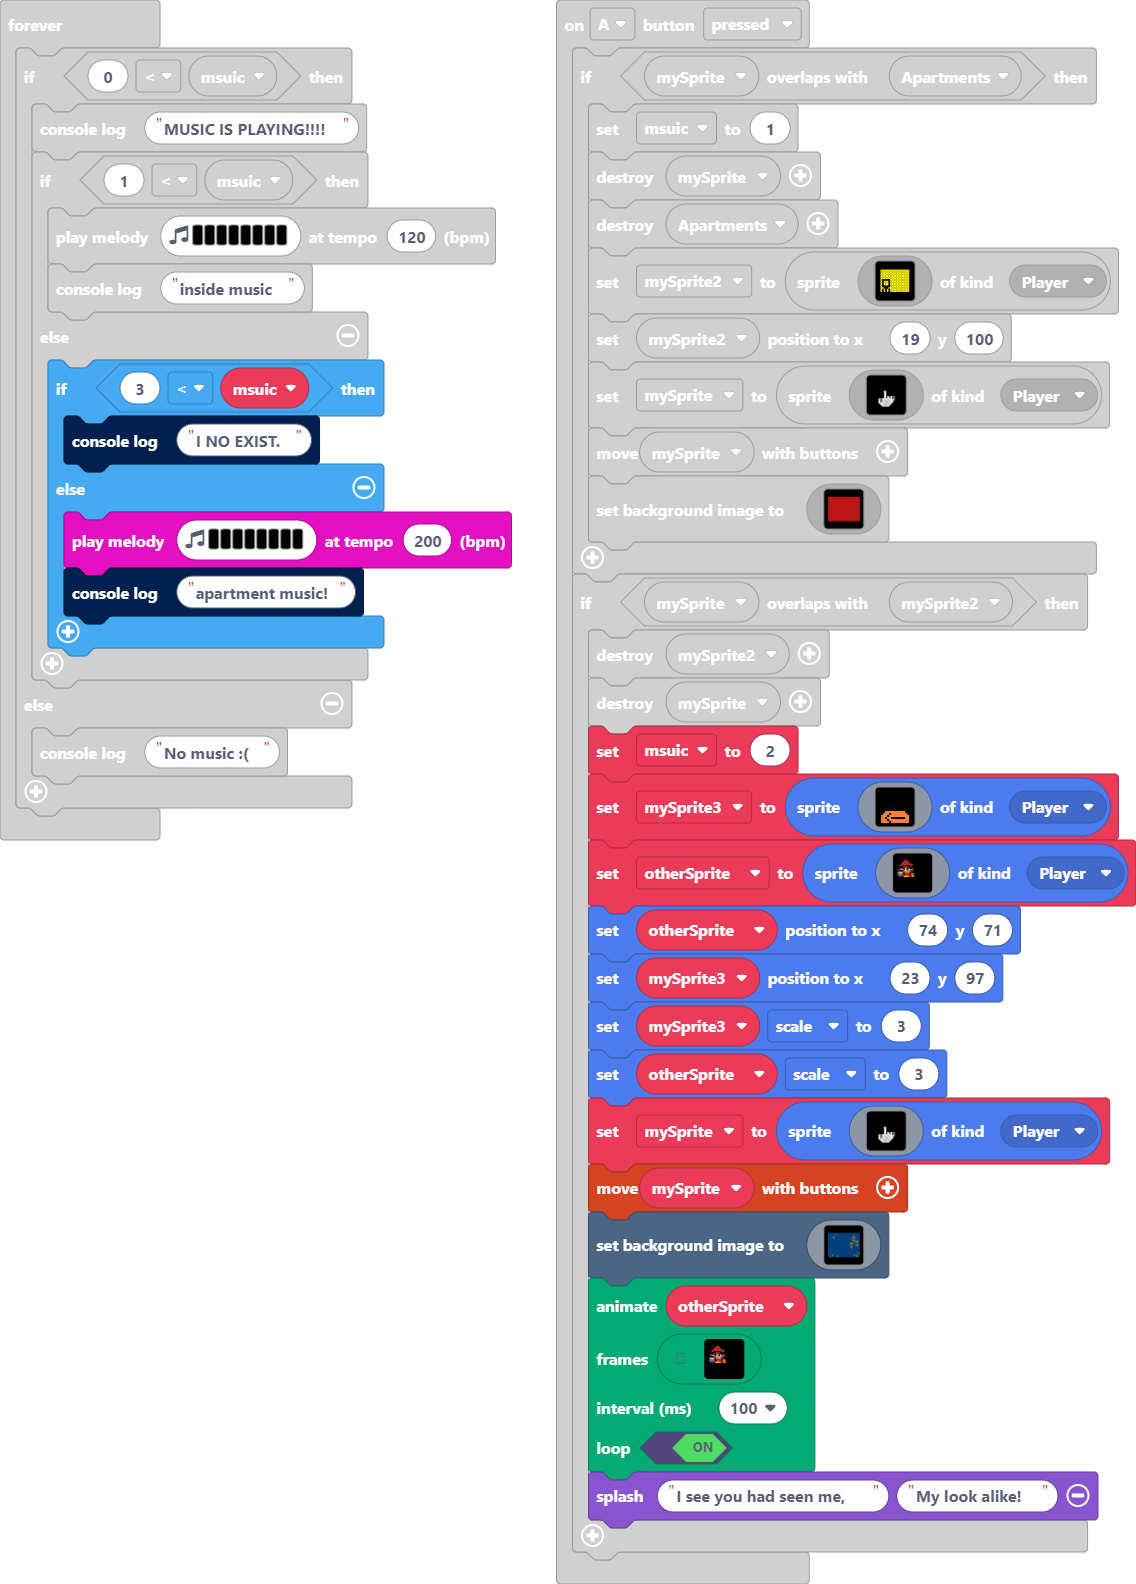 forever
if 0 < msuic then
console log "MUSIC IS PLAYING!!!! "
if 1 < msuic then
play melody at tempo 120 (bpm)
console log "inside music "
else
if 3 < msuic then
console log "I NO EXIST. "
else
play melody at tempo 200 (bpm)
console log "apartment music! "
else
console log "No music :( "
on A button pressed
if mySprite overlaps with Apartments then
set msuic to 1
destroy mySprite
destroy Apartments
set mySprite2 to sprite of kind Player
set mySprite2 position to x 19 y 100
set mySprite to sprite of kind Player
move mySprite with buttons
set background image to
if mySprite overlaps with mySprite2 then
destroy mySprite2
destroy mySprite
set msuic to 2
set mySprite3 to sprite of kind Player
set otherSprite to sprite of kind Player
set otherSprite position to x 74 y 71
set mySprite3 position to x 23 y 97
set mySprite3 scale to 3
set otherSprite scale to 3
set mySprite to sprite of kind Player
move mySprite with buttons
set background image to
animate otherSprite
frames
interval (ms) 100
loop ON
splash "I see you had seen me, " "My look alike! "